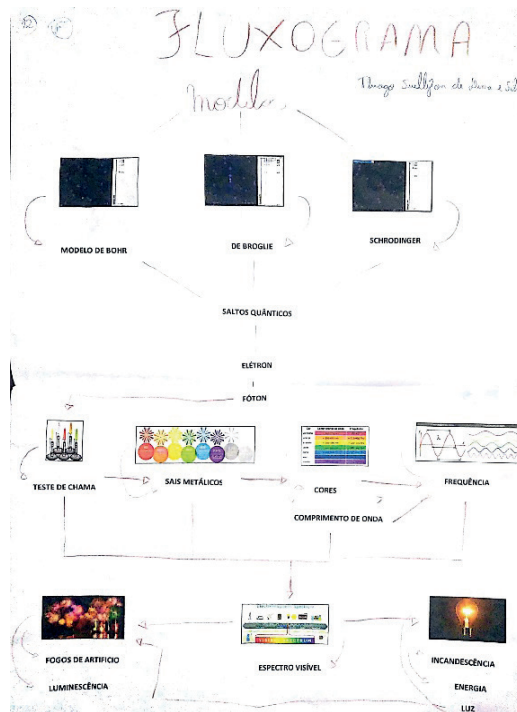 12
FLUXOGRAMA
Modelos
MODELO DE BOHR
DE BROGLIE
SCHRODINGER
SALTOS QUÂNTICOS
ELÉTRON
FÓTON
TESTE DE CHAMA
SAIS METÁLICOS
CORES
FREQUÊNCIA
COMPRIMENTO DE ONDA
FOGOS DE ARTIFICIO
ESPECTRO VISÍVEL
INCANDESCÊNCIA
LUMINESCÊNCIA
ENERGIA
LUZ